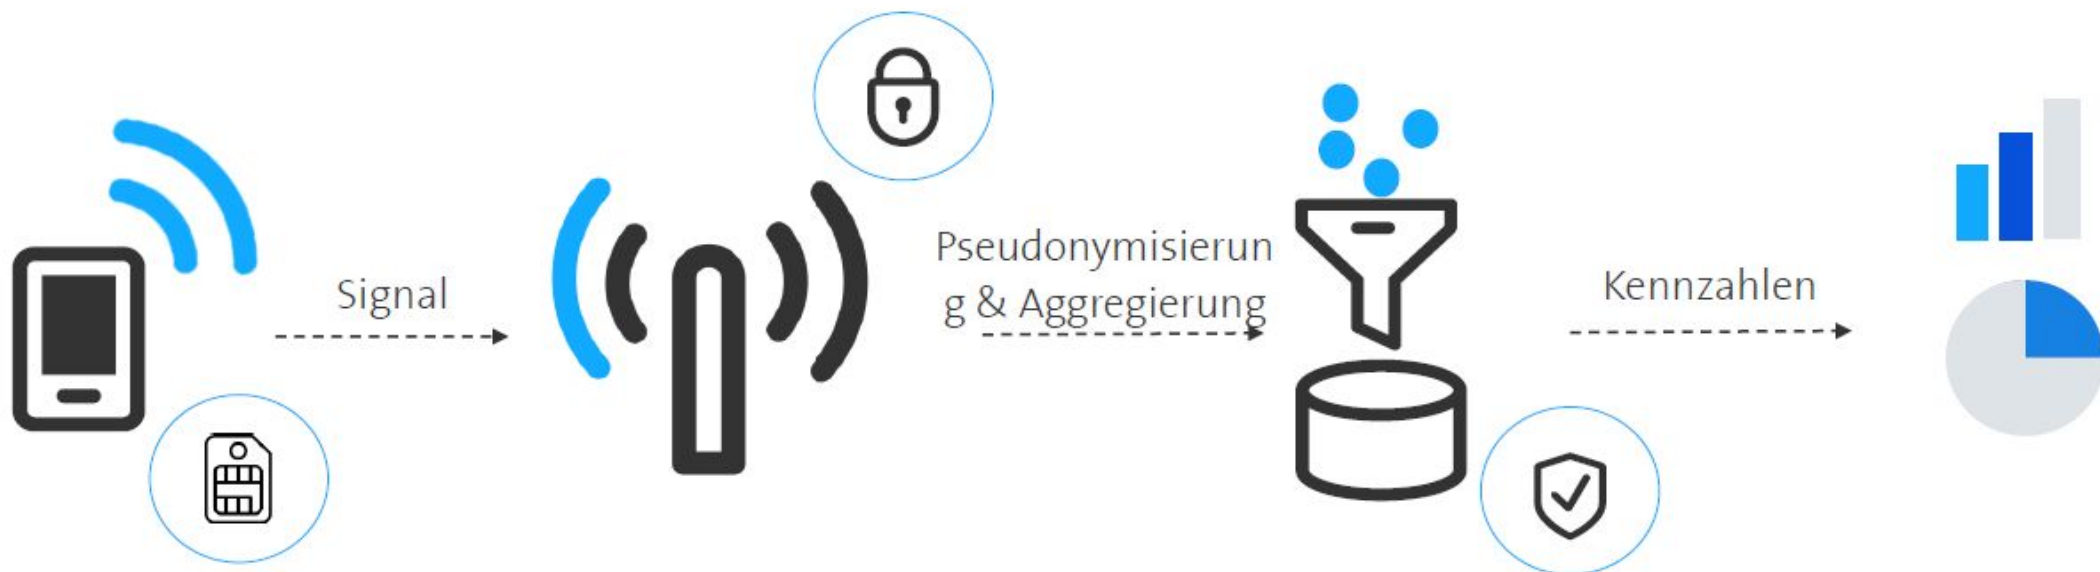 Signal
Pseudonymisierun
g & Aggregierung
Kennzahlen